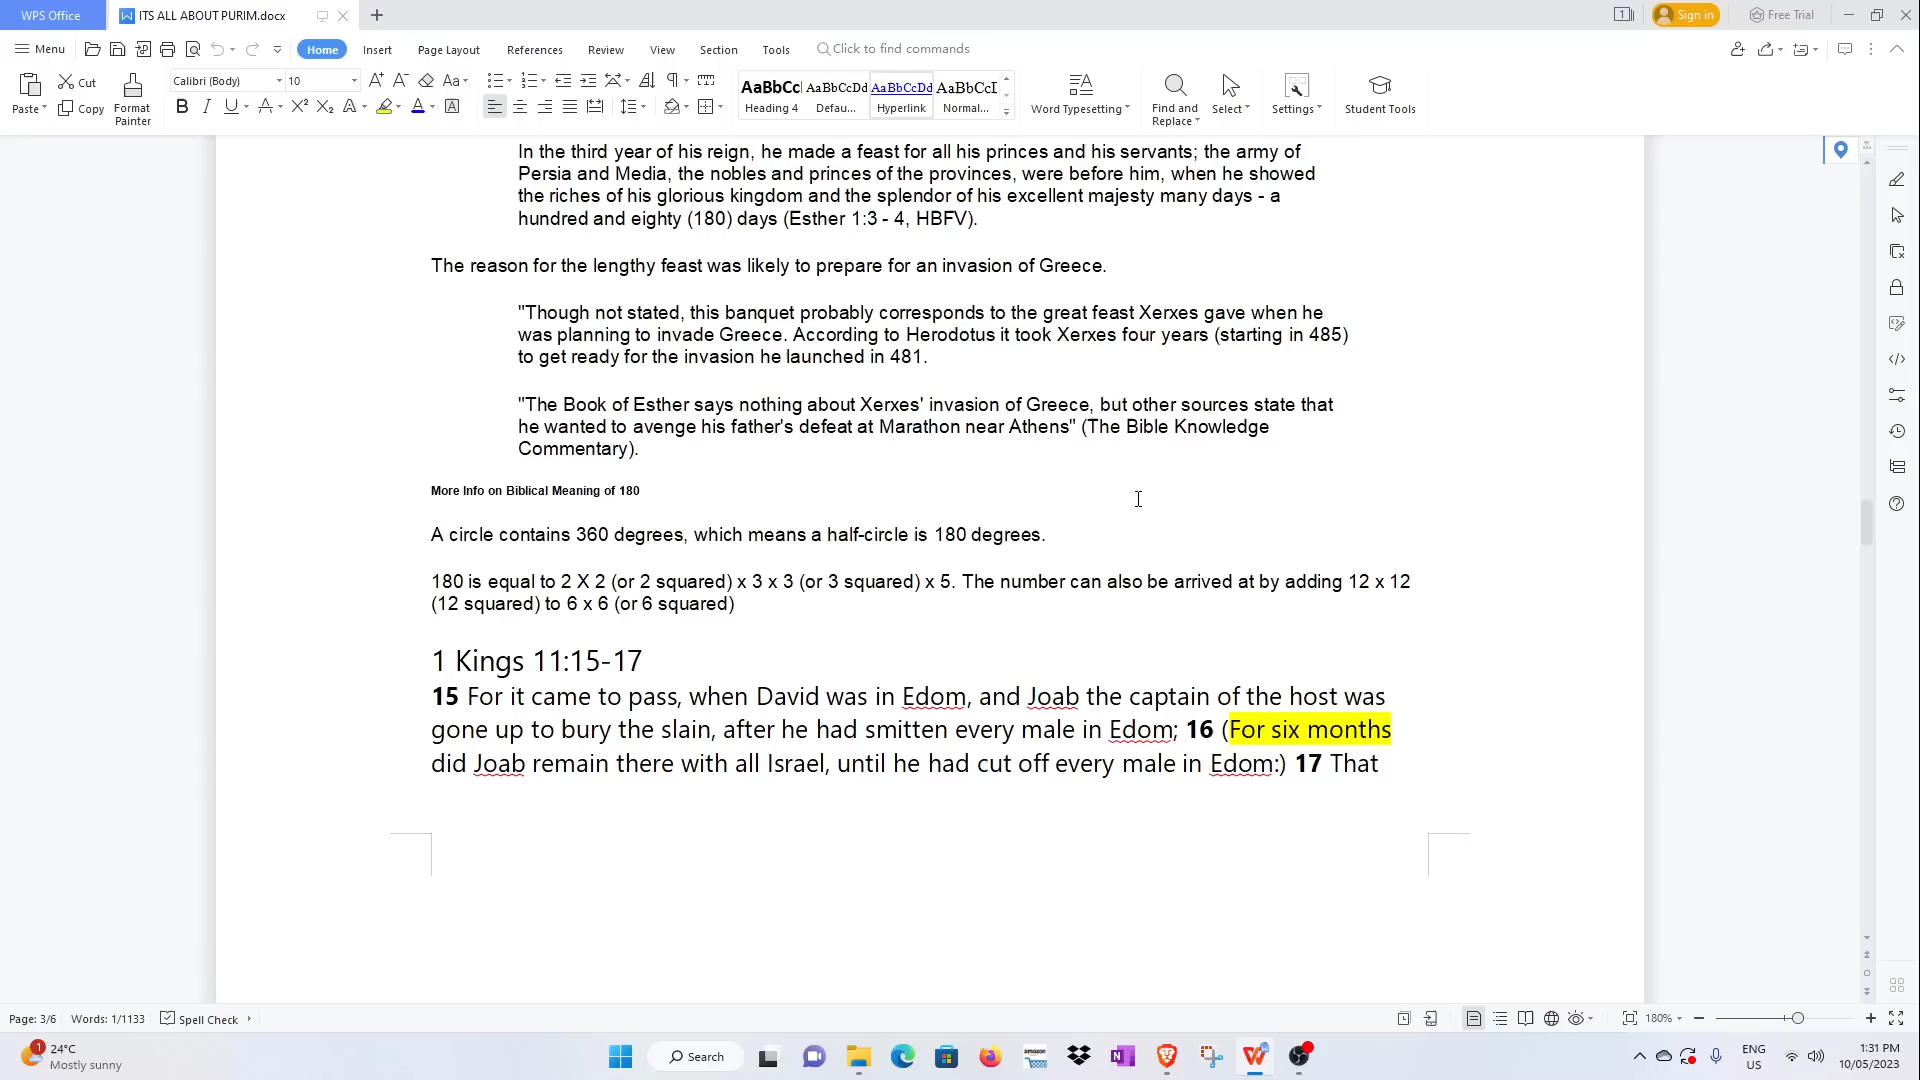 WPS Office
ITS ALL ABOUT PURIM.docx
Sign in
Free Trial
Menu
Home
Insert
Page Layout
References
Review
View
Section
Tools
Click to find commands
Paste
Cut
Copy
Format
Painter
Calibri (Body)
10
AaBbCc
Heading 4
AaBbCcDd
Defau...
AaBbCcDd
Hyperlink
AaBbCcD
Normal...
Word Typesetting
Find and
Replace
Select
Settings
Student Tools
In the third year of his reign, he made a feast for all his princes and his servants; the army of
Persia and Media, the nobles and princes of the provinces, were before him, when he showed
the riches of his glorious kingdom and the splendor of his excellent majesty many days - a
hundred and eighty (180) days (Esther 1:3 - 4, HBFV).
The reason for the lengthy feast was likely to prepare for an invasion of Greece.
"Though not stated, this banquet probably corresponds to the great feast Xerxes gave when he
was planning to invade Greece. According to Herodotus it took Xerxes four years (starting in 485)
to get ready for the invasion he launched in 481.
"The Book of Esther says nothing about Xerxes' invasion of Greece, but other sources state that
he wanted to avenge his father's defeat at Marathon near Athens" (The Bible Knowledge
Commentary).
More Info on Biblical Meaning of 180
A circle contains 360 degrees, which means a half-circle is 180 degrees.
180 is equal to 2 X 2 (or 2 squared) x 3 x 3 (or 3 squared) x 5. The number can also be arrived at by adding 12 x 12
(12 squared) to 6 x 6 (or 6 squared)
1 Kings 11:15-17
15 For it came to pass, when David was in Edom, and Joab the captain of the host was
gone up to bury the slain, after he had smitten every male in Edom; 16 (For six months
did Joab remain there with all Israel, until he had cut off every male in Edom:) 17 That
Page: 3/6
Words: 1/1133
Spell Check
180%
24°C
Mostly sunny
Search
ENG
US
1:31 PM
10/05/2023